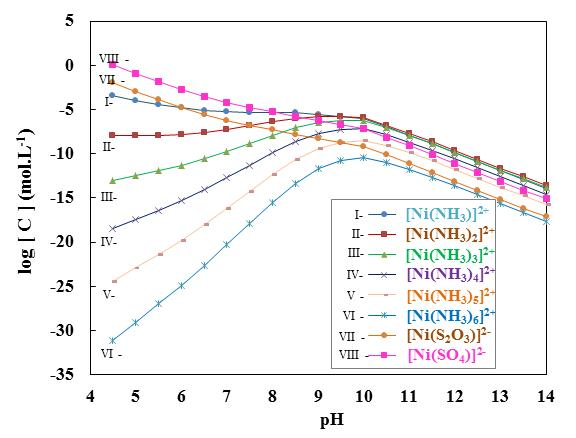 5
0
-5
-10
-15
-20
-25
-30
-35
4 5 6 7 8 9 10 11 12 13 14
pH
log [ C ] (mol.L⁻¹)
VIII -
VII -
I-
II-
III-
IV-
V-
VI -
I- [Ni(NH₃)]²⁺
II- [Ni(NH₃)₂]²⁺
III- [Ni(NH₃)₃]²⁺
IV- [Ni(NH₃)₄]²⁺
V - [Ni(NH₃)₅]²⁺
VI - [Ni(NH₃)₆]²⁺
VII - [Ni(S₂O₃)]²⁻
VIII - [Ni(SO₄)]²⁻